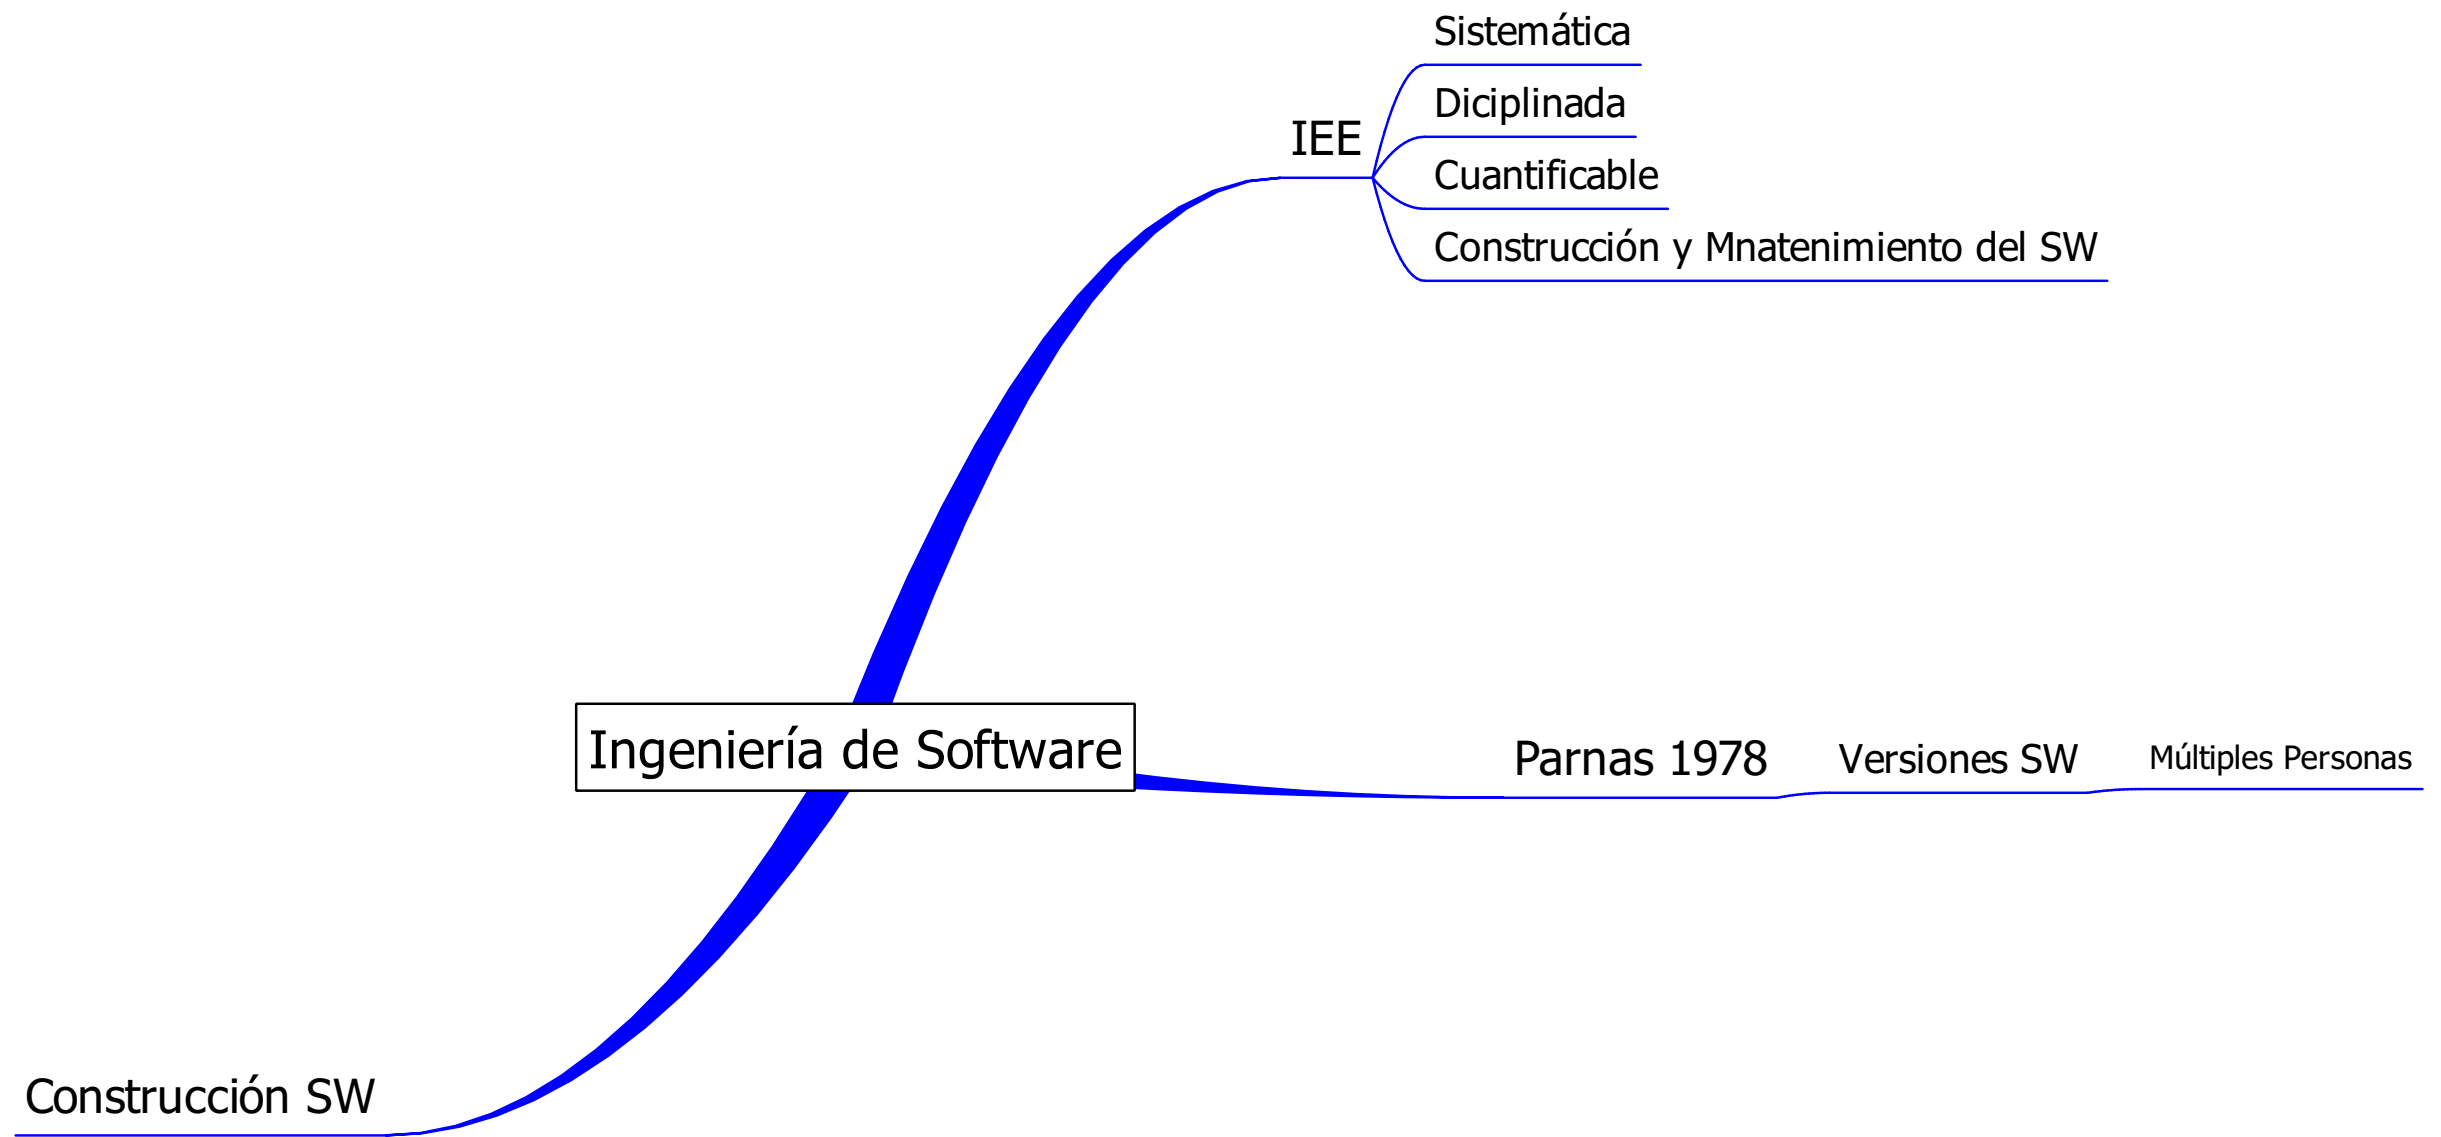 Sistemática
Diciplinada
IEE
Cuantificable
Construcción y Mnatenimiento del SW
Ingeniería de Software
Parnas 1978
Versiones SW
Múltiples Personas
Construcción SW